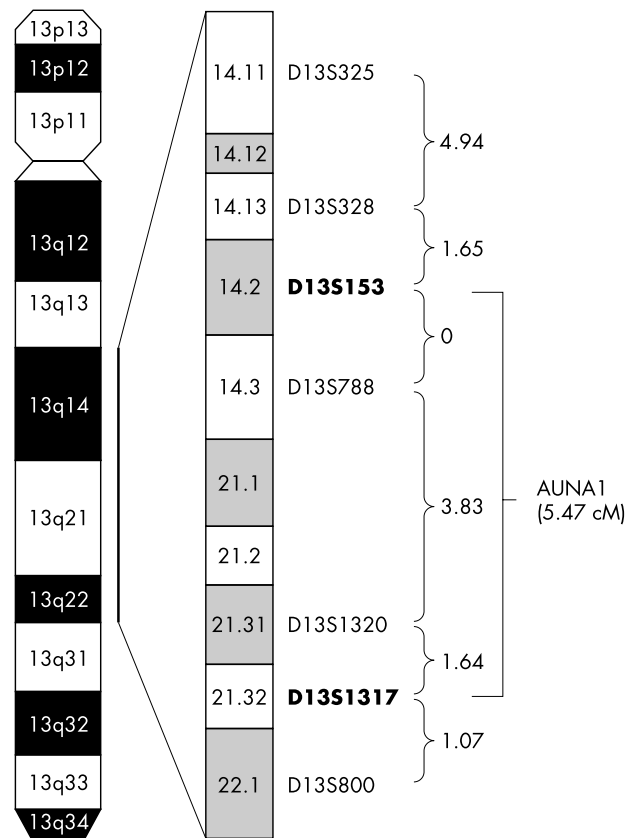 13p13
13p12
13p11
13q12
13q13
13q14
13q21
13q22
13q31
13q32
13q33
13q34
14.11
14.12
14.13
14.2
14.3
21.1
21.2
21.31
21.32
22.1
D13S325
D13S328
D13S153
D13S788
D13S1320
D13S1317
D13S800
4.94
1.65
0
3.83
1.64
1.07
AUNA1
(5.47 cM)